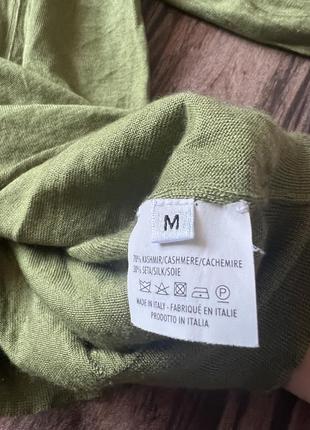 M
70% KASHMIR/CASHMERE/CACHEMIRE
30% SETA/SILK/SOIE
P
MADE IN ITALY - FABRIQUÉ EN ITALIE
PRODOTTO IN ITALIA